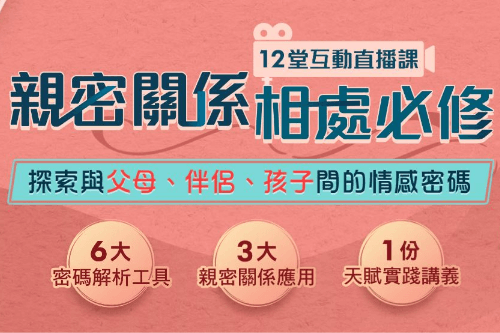 12堂互動直播課
親密關係
相處必修
探索與父母、伴侶、孩子間的情感密碼
6大
密碼解析工具
3大
親密關係應用
1份
天賦實踐講義